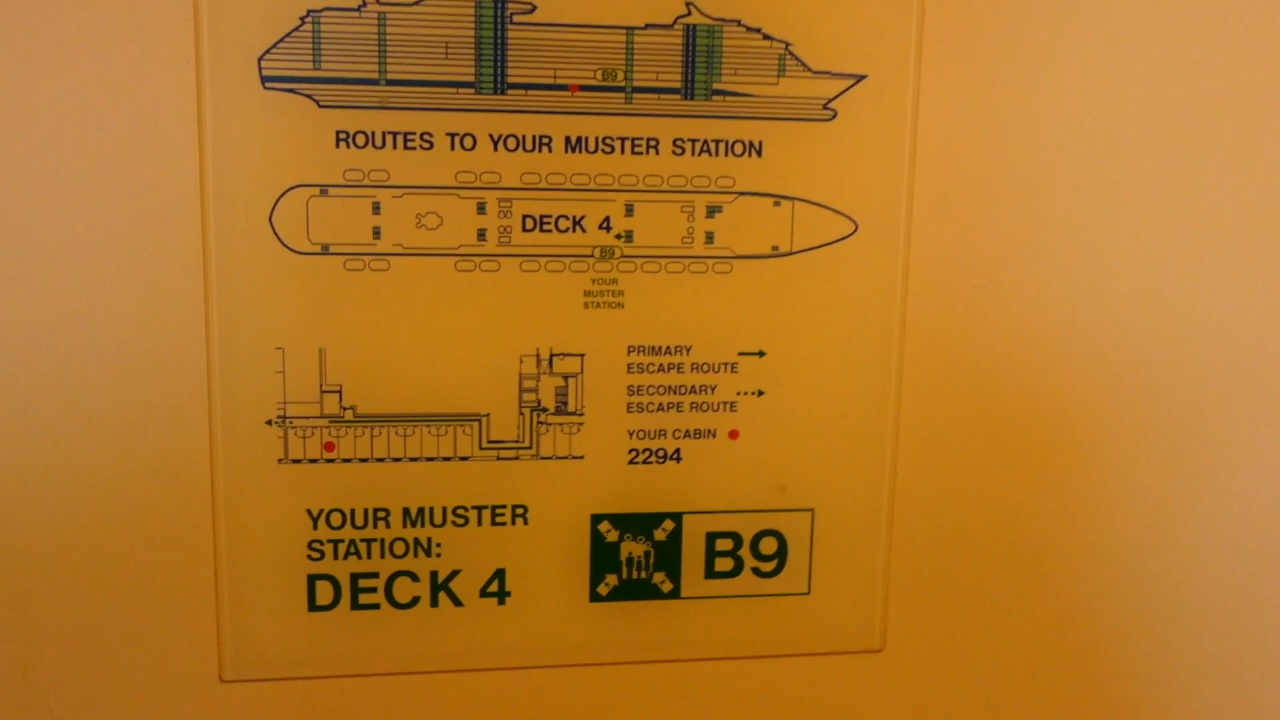 B9
ROUTES TO YOUR MUSTER STATION
DECK 4
B9
YOUR
MUSTER
STATION
PRIMARY
ESCAPE ROUTE
SECONDARY
ESCAPE ROUTE
YOUR CABIN
2294
YOUR MUSTER
STATION:
DECK 4
B9